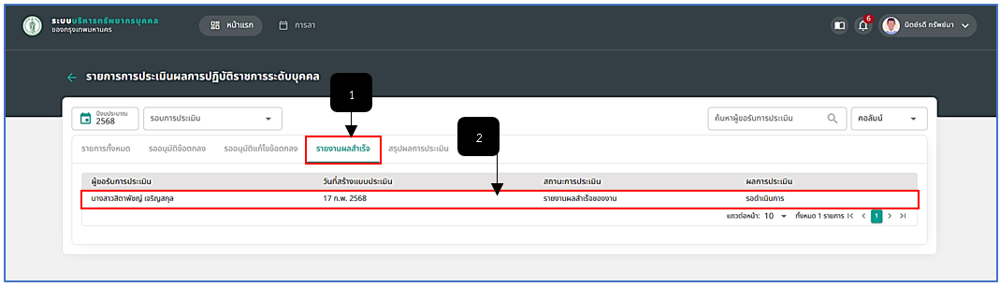 ระบบบริหารทรัพยากรบุคคล
ของกรุงเทพมหานคร
หน้าแรก
การลา
6
นิตย์รดี ทรัพย์มา
รายการการประเมินผลการปฏิบัติราชการระดับบุคคล
1
ปีงบประมาณ
2568
รอบการประเมิน
ค้นหาผู้ขอรับการประเมิน
คอลัมน์
2
รายการทั้งหมด รออนุมัติข้อตกลง รออนุมัติแก้ไขข้อตกลง รายงานผลสำเร็จ สรุปผลการประเมิน
ผู้ขอรับการประเมิน วันที่สร้างแบบประเมิน สถานะการประเมิน ผลการประเมิน
นางสาวสิตาพัชญ์ เจริญสกุล 17 ก.พ. 2568 รายงานผลสำเร็จของงาน รอดำเนินการ
แถวต่อหน้า: 10 ทั้งหมด 1 รายการ 1